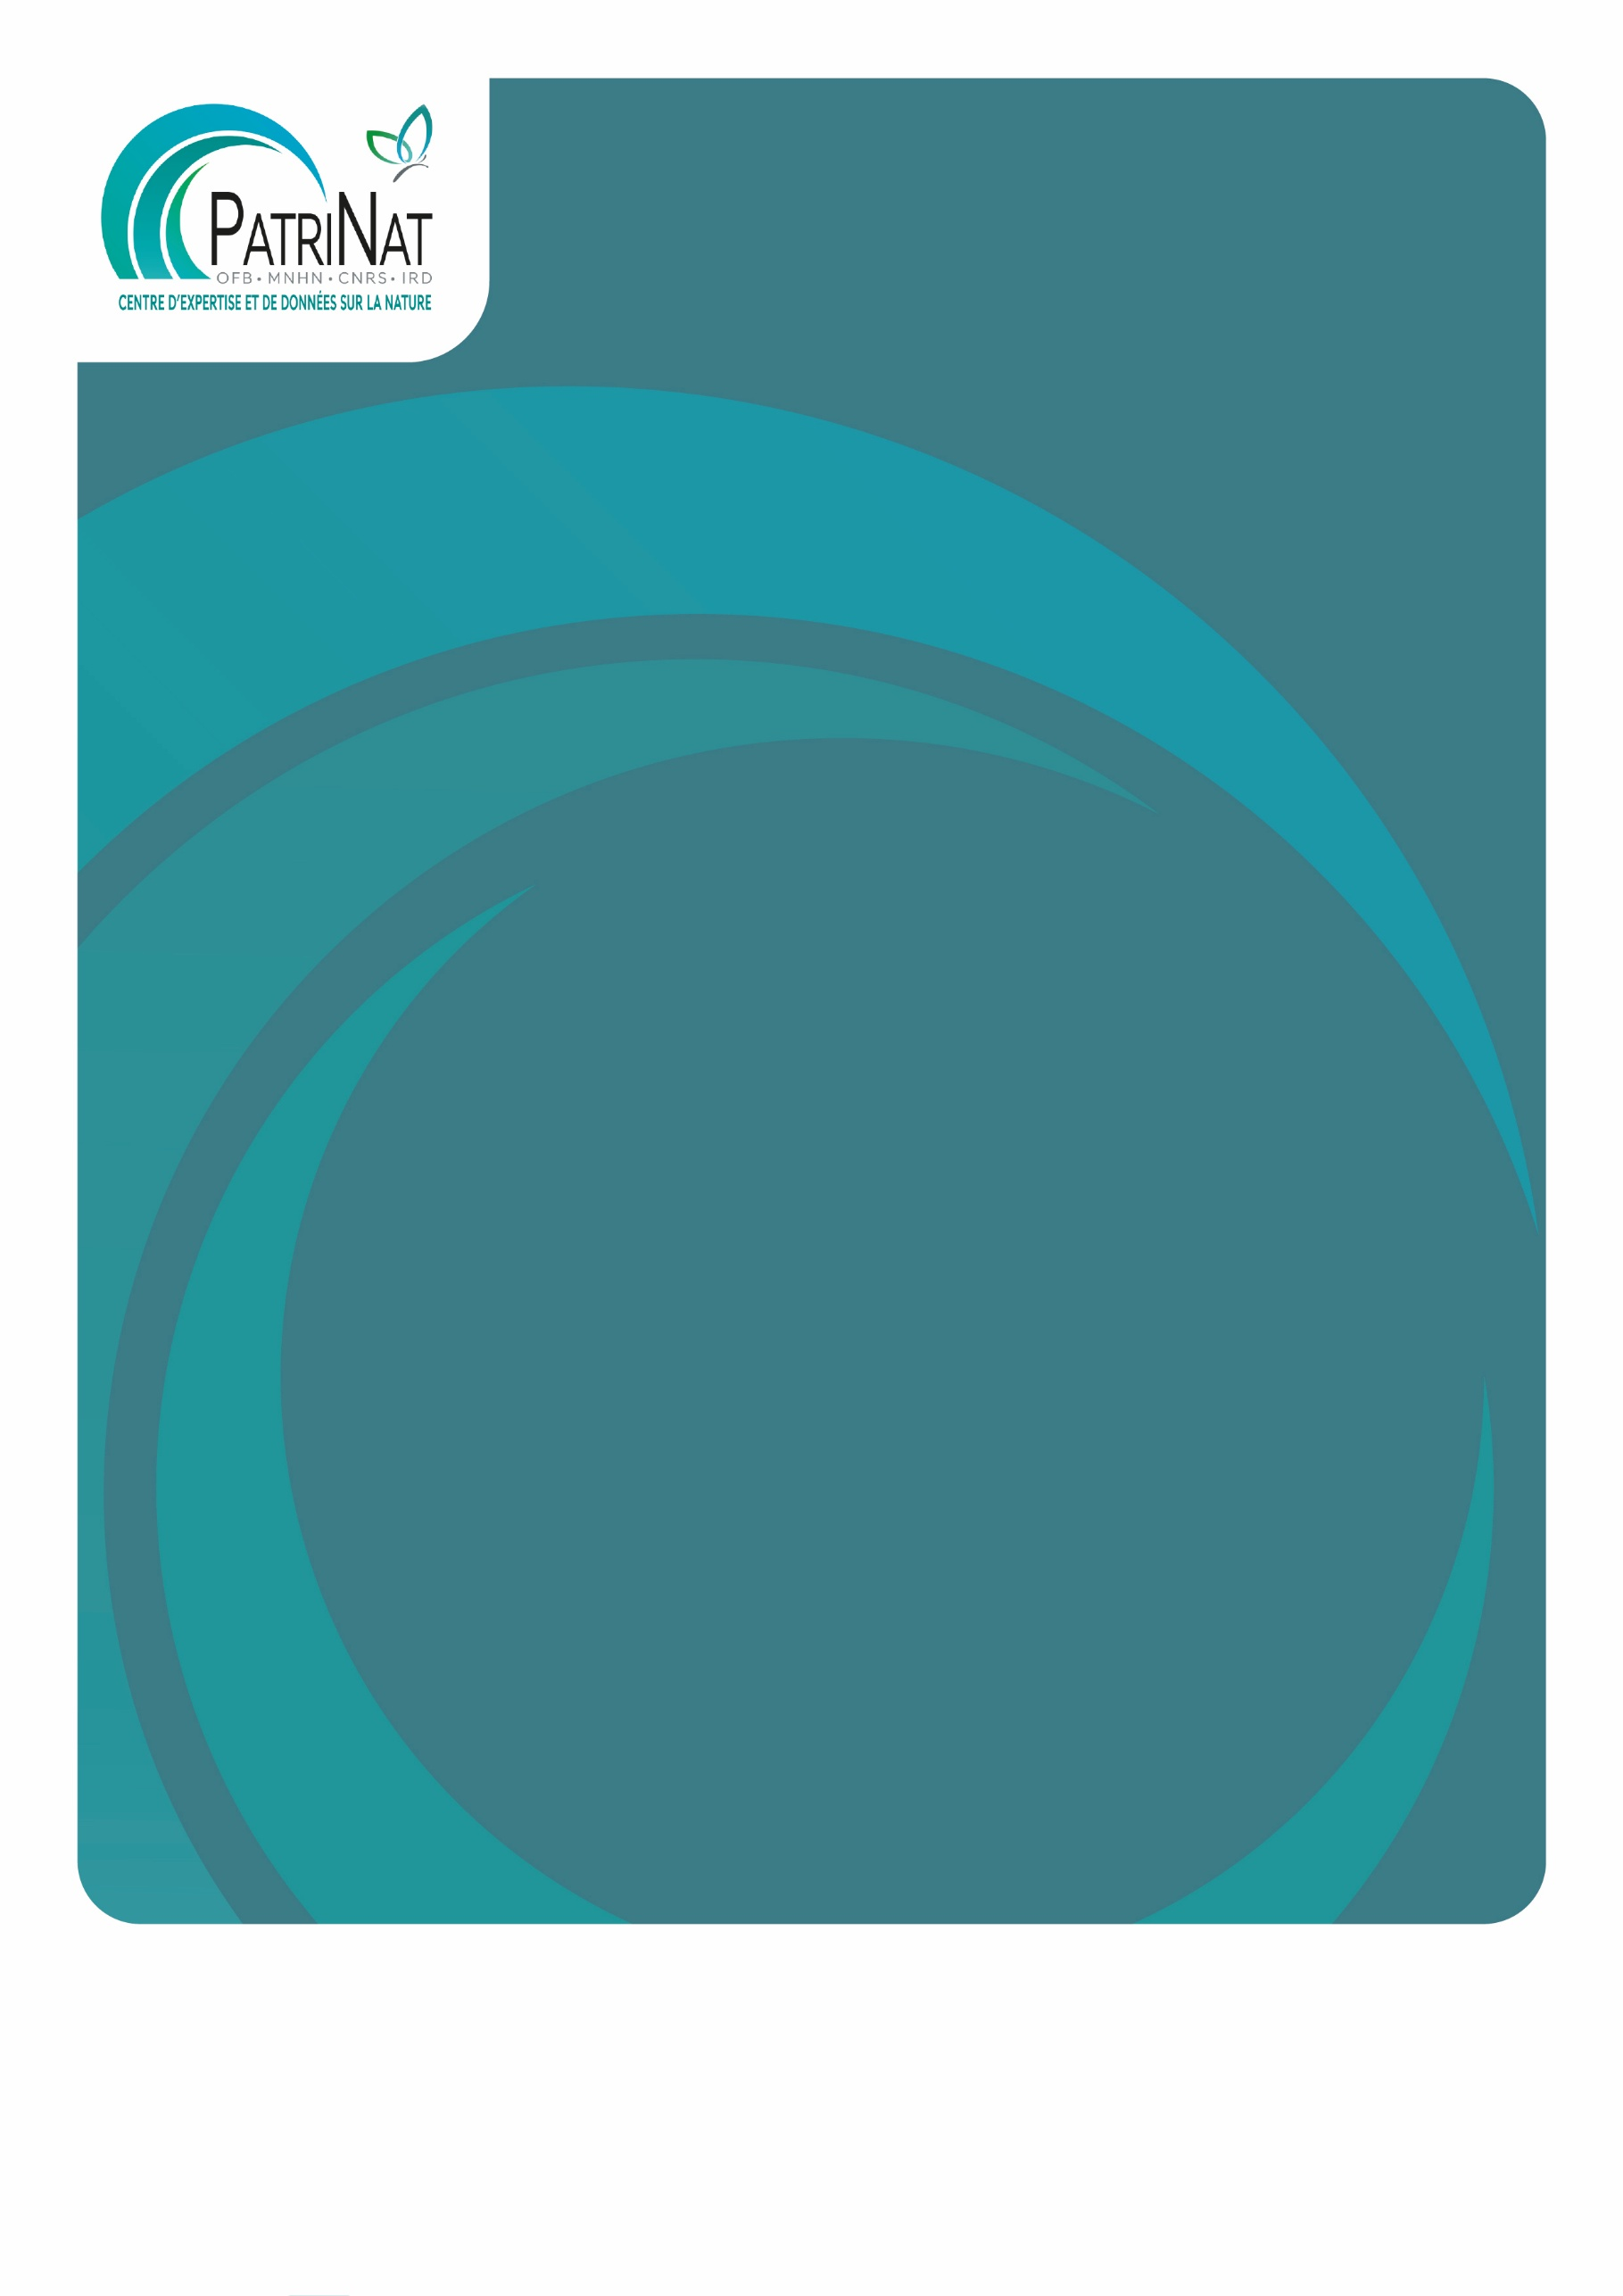 PATRINAT
OFB • MNHN • CNRS • IRD
CENTRE D'EXPERTISE ET DE DONNÉES SUR LA NATURE